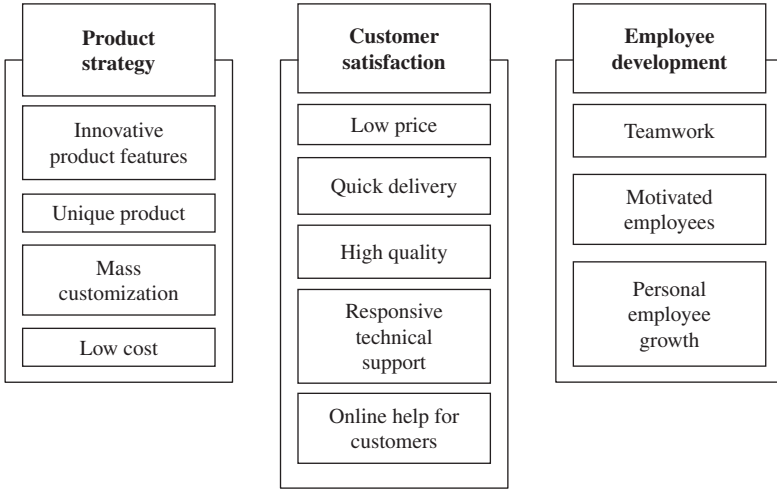 Product
strategy
Innovative
product features
Unique product
Mass
customization
Low cost
Customer
satisfaction
Low price
Quick delivery
High quality
Responsive
technical
support
Online help for
customers
Employee
development
Teamwork
Motivated
employees
Personal
employee
growth